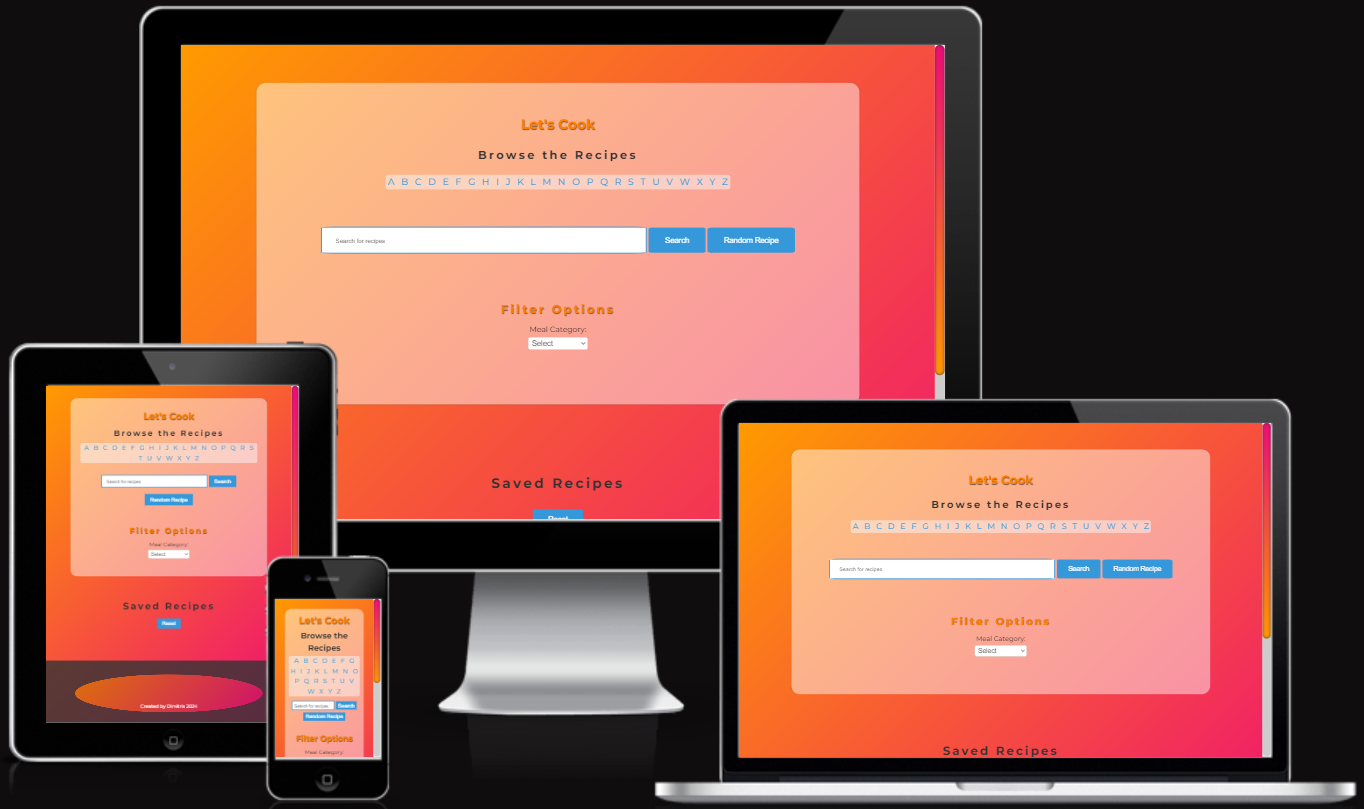 Let's Cook
Browse the Recipes
A B C D E F G H I J K L M N O P Q R S T U V W X Y Z
Search for recipes Search Random Recipe
Filter Options
Meal Category:
Select
Saved Recipes
Reset
Let's Cook
Browse the Recipes
A B C D E F G H I J K L M N O P Q R S
T U V W X Y Z
Search for recipes Search
Random Recipe
Filter Options
Meal Category:
Select
Saved Recipes
Reset
Created by Dimitris 2024
Let's Cook
Browse the
Recipes
A B C D E F G
H I J K L M N O
P Q R S T U V
W X Y Z
Search for recipes Search
Random Recipe
Filter Options
Meal Category:
Let's Cook
Browse the Recipes
A B C D E F G H I J K L M N O P Q R S T U V W X Y Z
Search for recipes Search Random Recipe
Filter Options
Meal Category:
Select
Saved Recipes